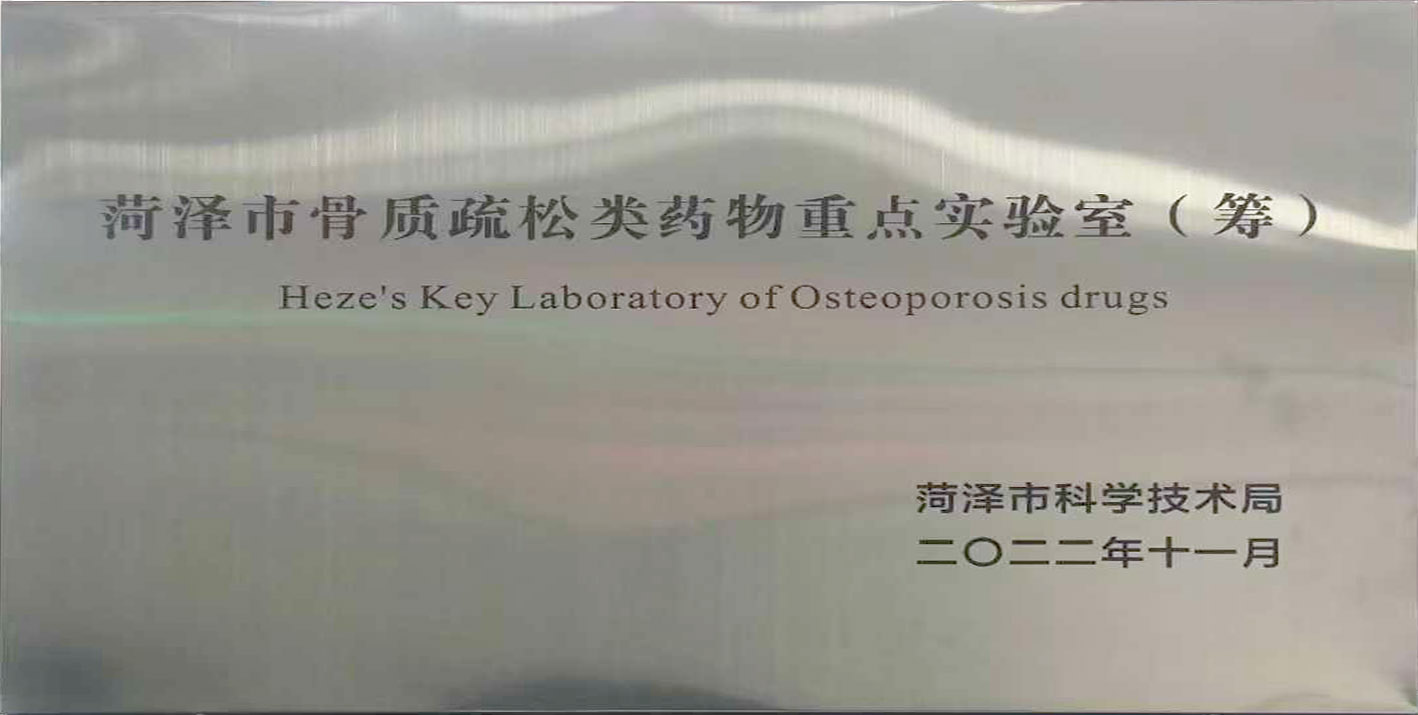 菏泽市骨质疏松类药物重点实验室（筹）
Heze's Key Laboratory of Osteoporosis drugs
菏泽市科学技术局
二〇二二年十一月